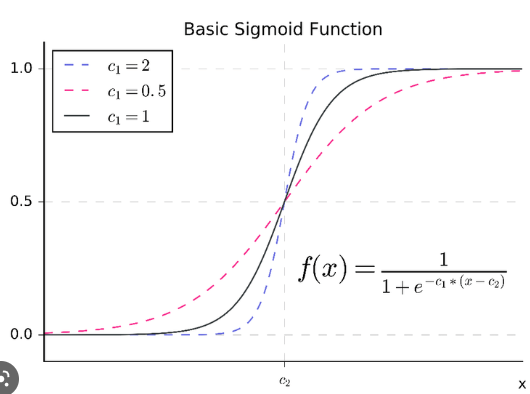 Basic Sigmoid Function
1.0
c₁ = 2
c₁ = 0.5
c₁ = 1
0.5
f(x) = 1 / (1 + e^{-c₁*(x-c₂)})
0.0
c₂
x